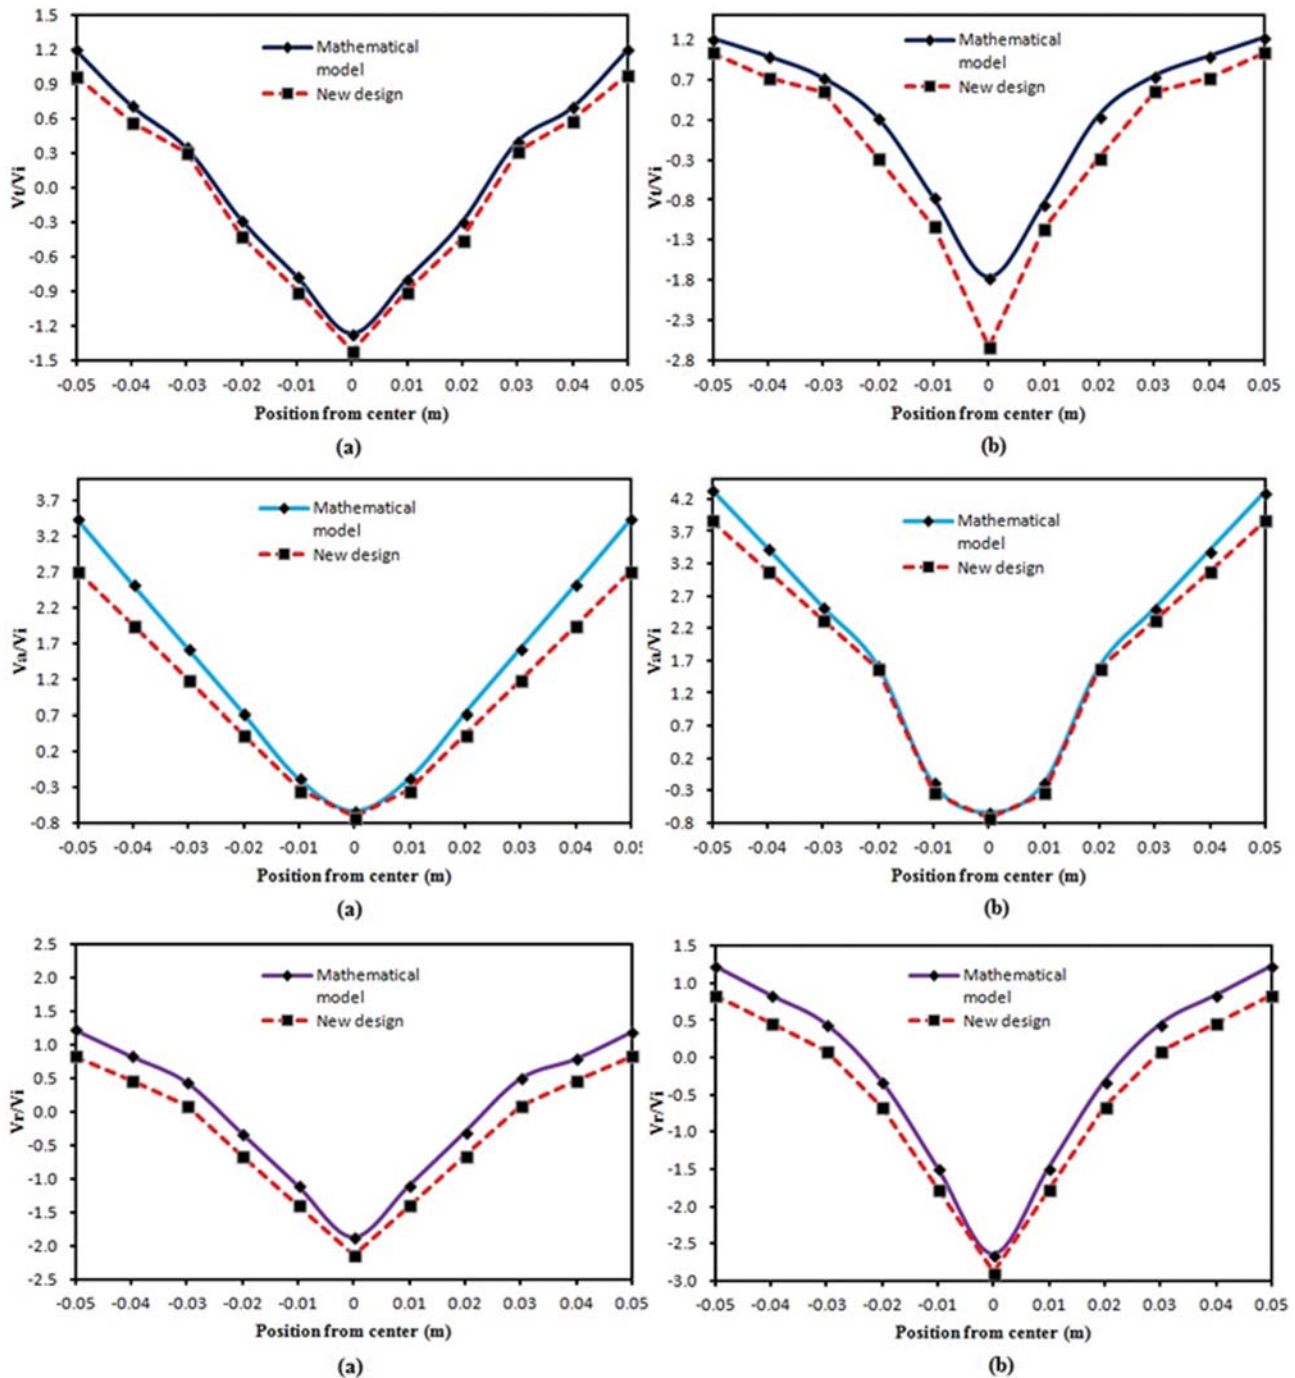 1.5
1.2
0.9
0.6
0.3
0.0
-0.3
-0.6
-0.9
-1.2
-1.5
Vt/Vi
Mathematical
model
New design
-0.05 -0.04 -0.03 -0.02 -0.01 0 0.01 0.02 0.03 0.04 0.05
Position from center (m)
(a)
1.2
0.7
0.2
-0.3
-0.8
-1.3
-1.8
-2.3
-2.8
Vt/Vi
Mathematical
model
New design
-0.05 -0.04 -0.03 -0.02 -0.01 0 0.01 0.02 0.03 0.04 0.05
Position from center (m)
(b)
3.7
3.2
2.7
2.2
1.7
1.2
0.7
0.2
-0.3
-0.8
Va/Vi
Mathematical
model
New design
-0.05 -0.04 -0.03 -0.02 -0.01 0 0.01 0.02 0.03 0.04 0.05
Position from center (m)
(a)
4.2
3.7
3.2
2.7
2.2
1.7
1.2
0.7
0.2
-0.3
-0.8
Va/Vi
Mathematical
model
New design
-0.05 -0.04 -0.03 -0.02 -0.01 0 0.01 0.02 0.03 0.04 0.05
Position from center (m)
(b)
2.5
2.0
1.5
1.0
0.5
0.0
-0.5
-1.0
-1.5
-2.0
-2.5
Vr/Vi
Mathematical
model
New design
-0.05 -0.04 -0.03 -0.02 -0.01 0 0.01 0.02 0.03 0.04 0.05
Position from center (m)
(a)
1.5
1.0
0.5
0.0
-0.5
-1.0
-1.5
-2.0
-2.5
-3.0
Vr/Vi
Mathematical
model
New design
-0.05 -0.04 -0.03 -0.02 -0.01 0 0.01 0.02 0.03 0.04 0.05
Position from center (m)
(b)